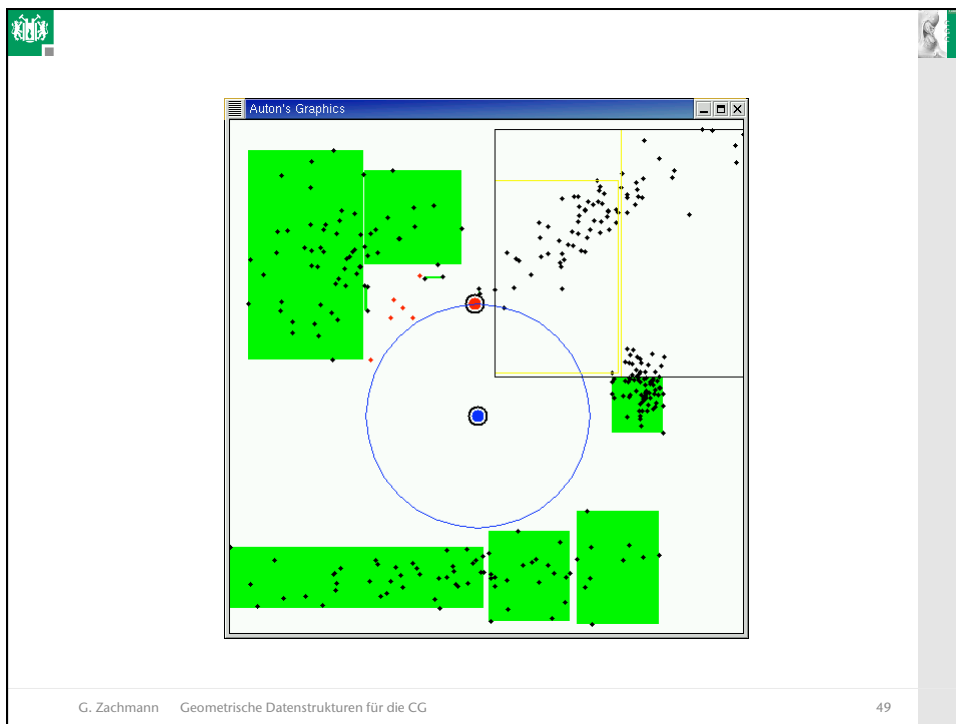 Auton's Graphics
G. Zachmann Geometrische Datenstrukturen für die CG 49